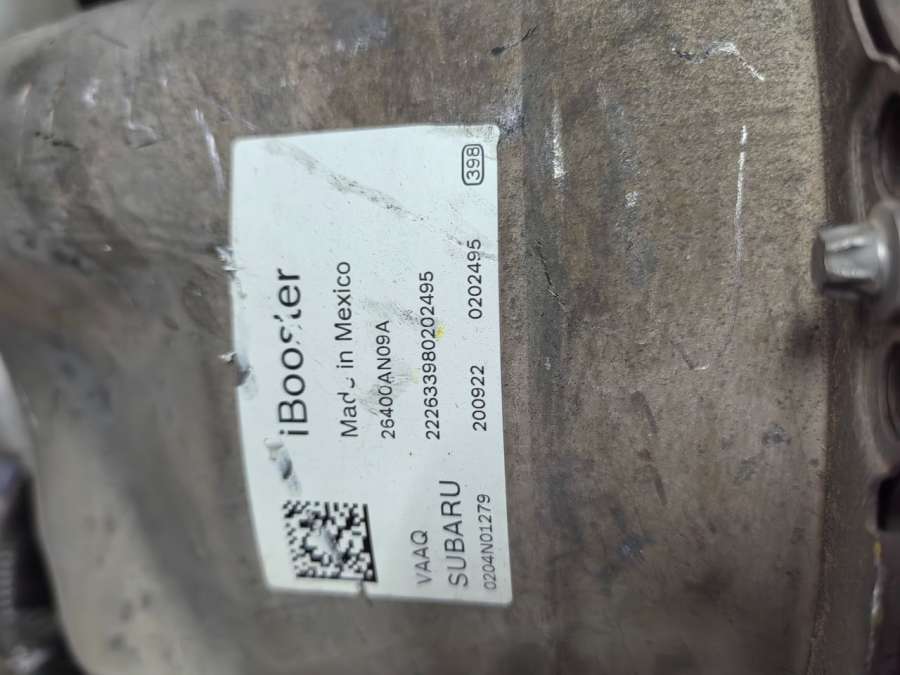 iBooster
Made in Mexico
26400AN09A
222633980202495
200922 0202495
398
VAAQ
SUBARU
0204N01279